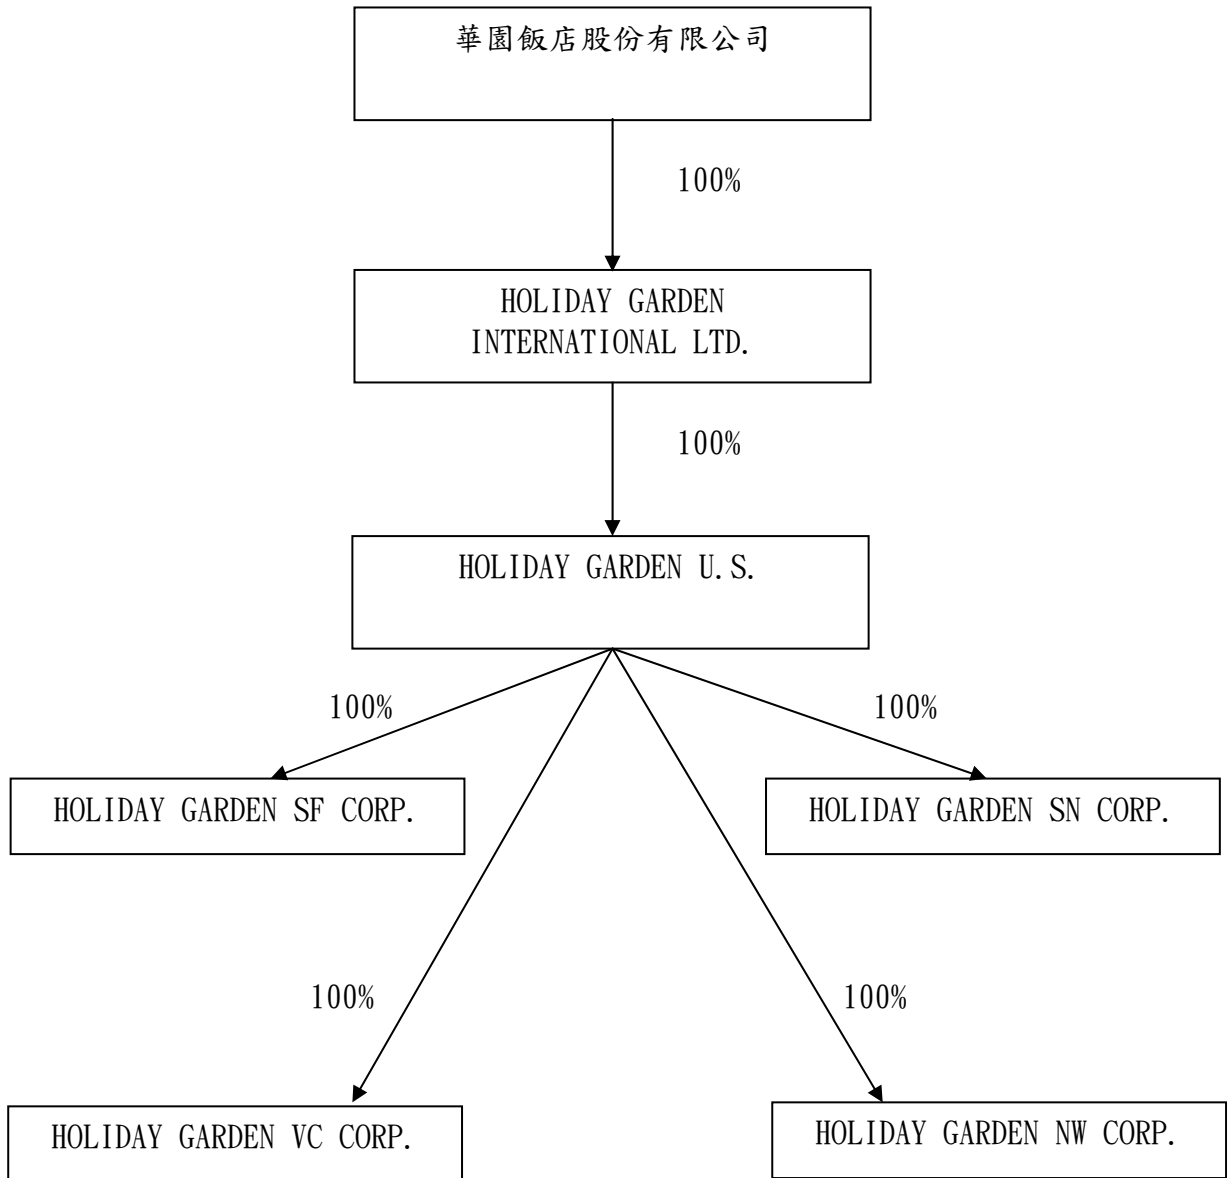 華園飯店股份有限公司
100%
HOLIDAY GARDEN
INTERNATIONAL LTD.
100%
HOLIDAY GARDEN U.S.
100%
100%
HOLIDAY GARDEN SF CORP.
HOLIDAY GARDEN SN CORP.
100%
100%
HOLIDAY GARDEN VC CORP.
HOLIDAY GARDEN NW CORP.